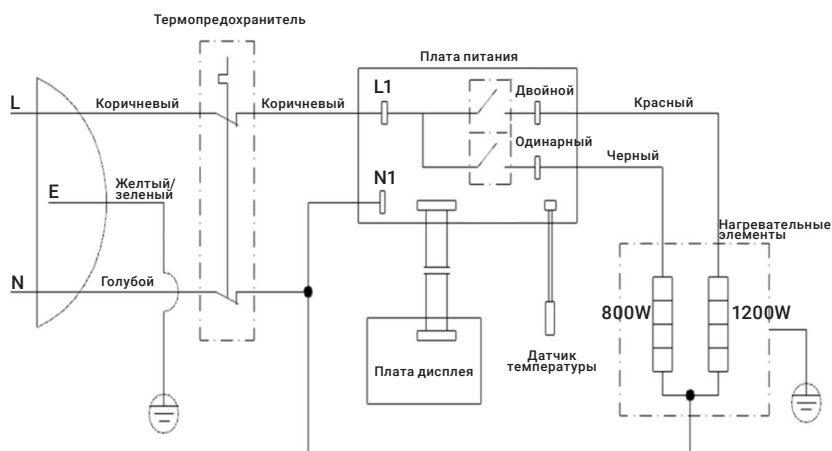 Термопредохранитель
Плата питания
L
Коричневый
Коричневый
L1
Двойной
Красный
Одинарный
Черный
E
Желтый/
зеленый
N1
Нагревательные
элементы
N
Голубой
800W
1200W
Плата дисплея
Датчик
температуры